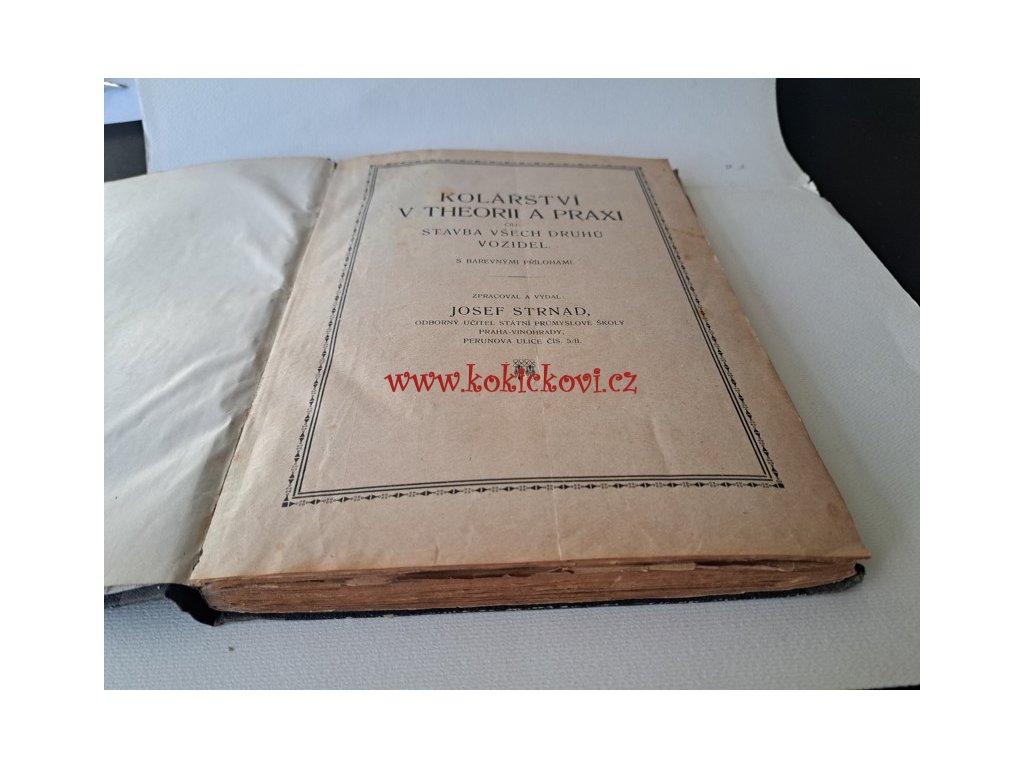 KOLÁŘSTVÍ
V THEORII A PRAXI
ČILI
STAVBA VŠECH DRUHŮ
VOZIDEL.
S BAREVNÝMI PŘÍLOHAMI.
ZPRACOVAL A VYDAL:
JOSEF STRNAD,
ODBORNÝ UČITEL STÁTNÍ PRŮMYSLOVÉ ŠKOLY
PRAHA-VINOHRADY,
PERUNOVA ULICE ČÍS. 5/II.
www.kokickovi.cz